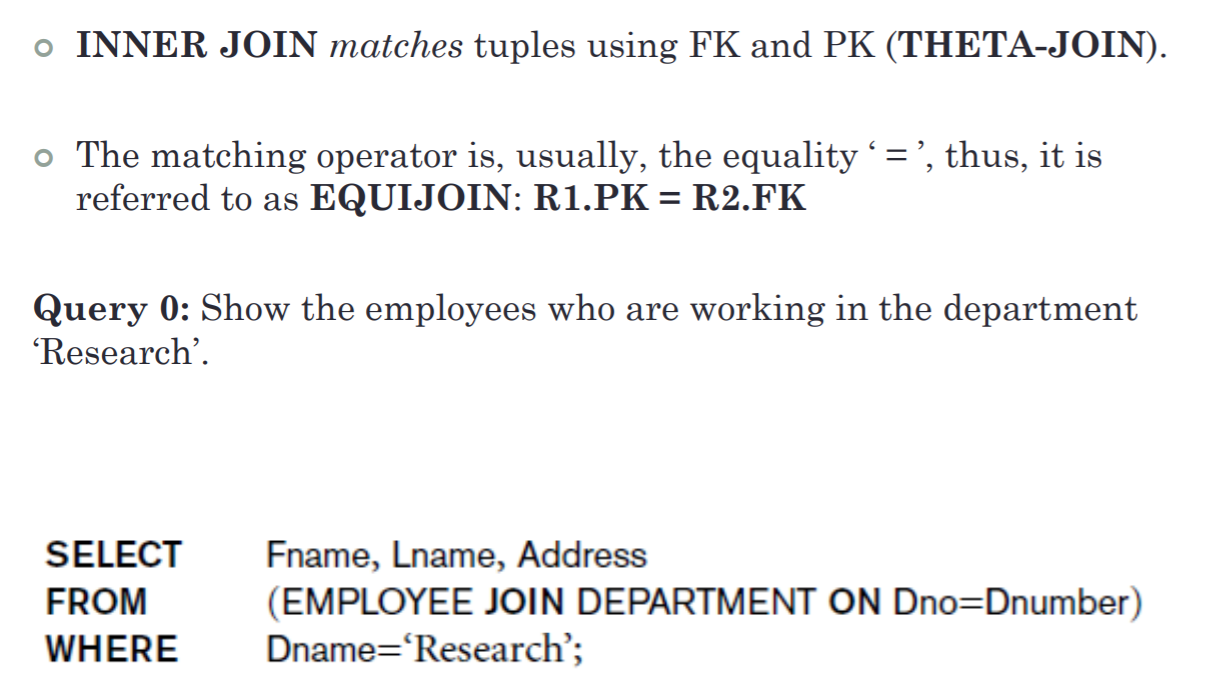 INNER JOIN matches tuples using FK and PK (THETA-JOIN).
The matching operator is, usually, the equality ‘ = ’, thus, it is
referred to as EQUIJOIN: R1.PK = R2.FK
Query 0: Show the employees who are working in the department
‘Research’.
SELECT Fname, Lname, Address
FROM (EMPLOYEE JOIN DEPARTMENT ON Dno=Dnumber)
WHERE Dname=‘Research’;